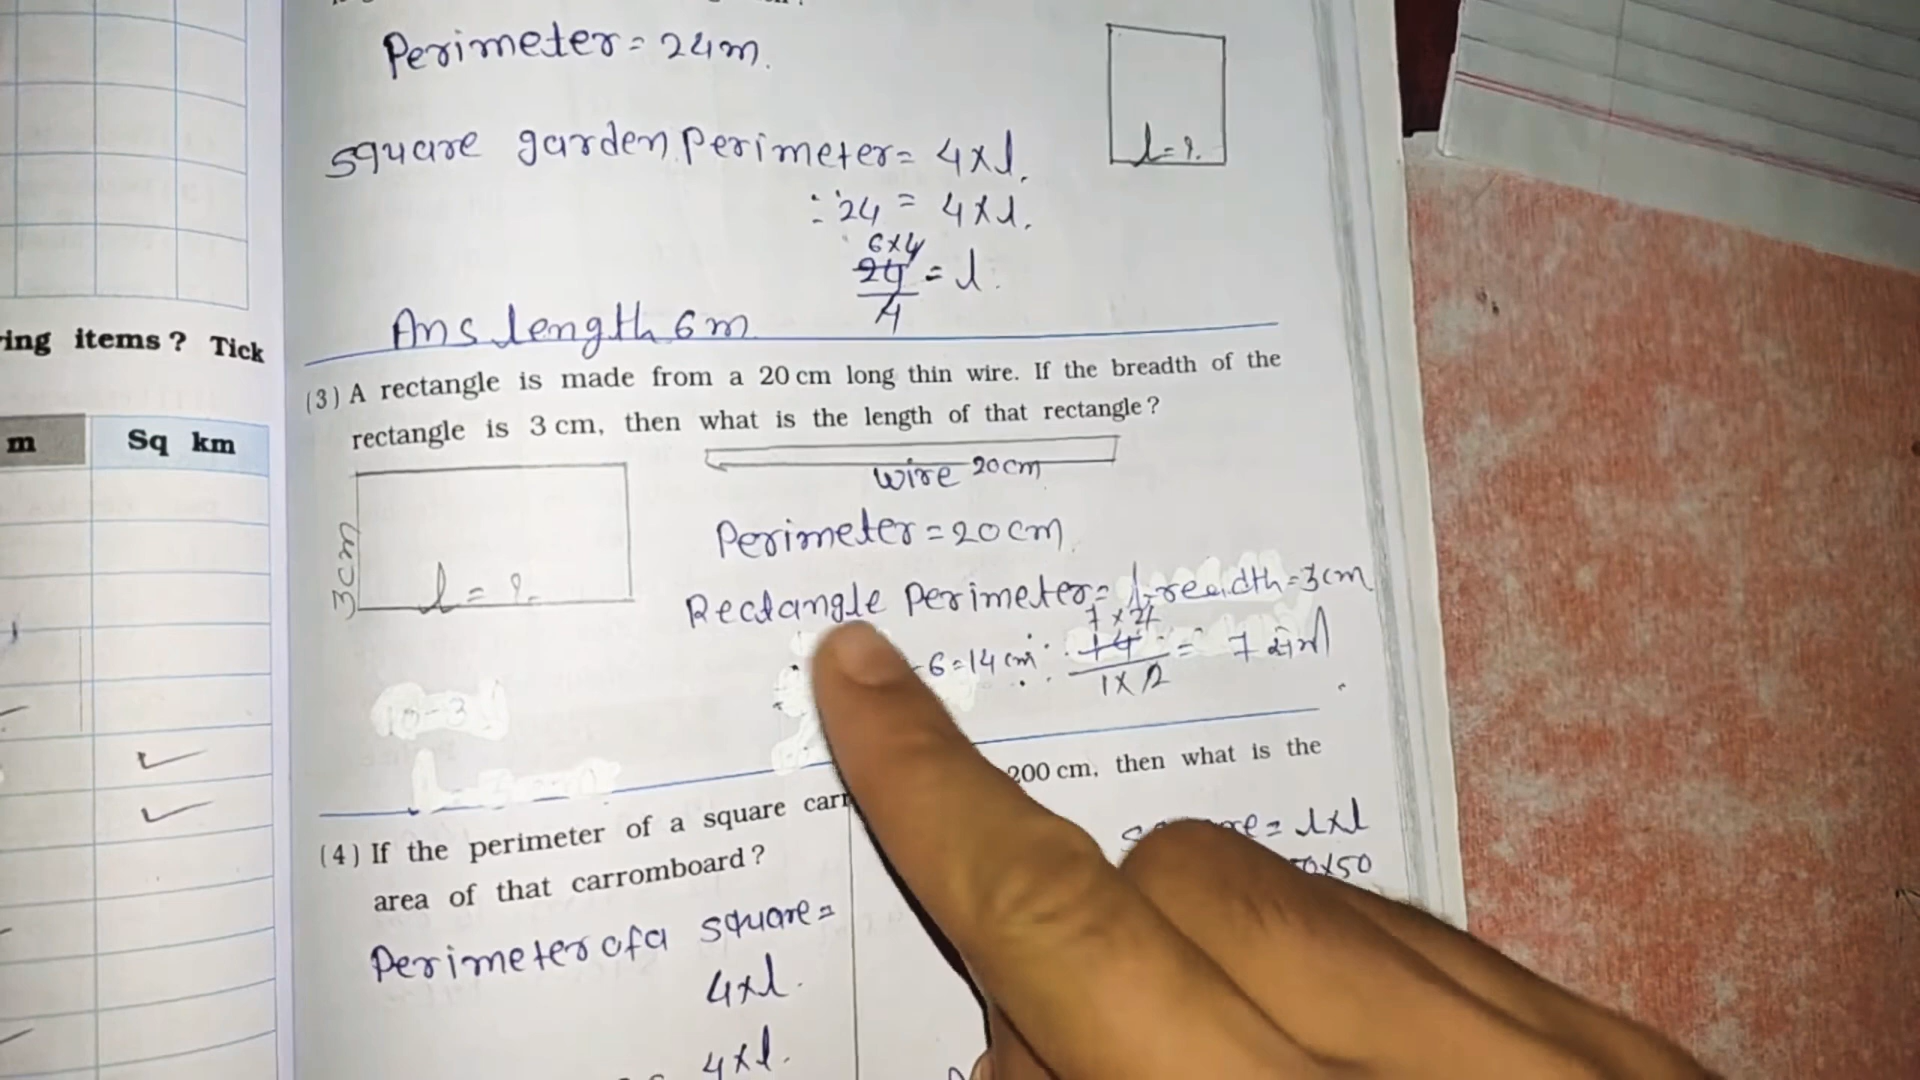 Perimeter = 24m.
square garden perimeter = 4×l.
∴ 24 = 4×l.
6×4
24/4 = l.
l = ?
Ans length 6m
ing items ? Tick
m Sq km
(3) A rectangle is made from a 20 cm long thin wire. If the breadth of the
rectangle is 3 cm, then what is the length of that rectangle ?
wire 20cm
3cm
l = ?
Perimeter = 20cm.
Rectangle perimeter = breadth = 3cm
7 × 2
6 = 14 cm ∴ 14/1×2 = 7 सेमी
10-3
(4) If the perimeter of a square carr 200 cm, then what is the
area of that carromboard ?
Perimeter of a square =
4×l.
4×l.
= l×l
×50